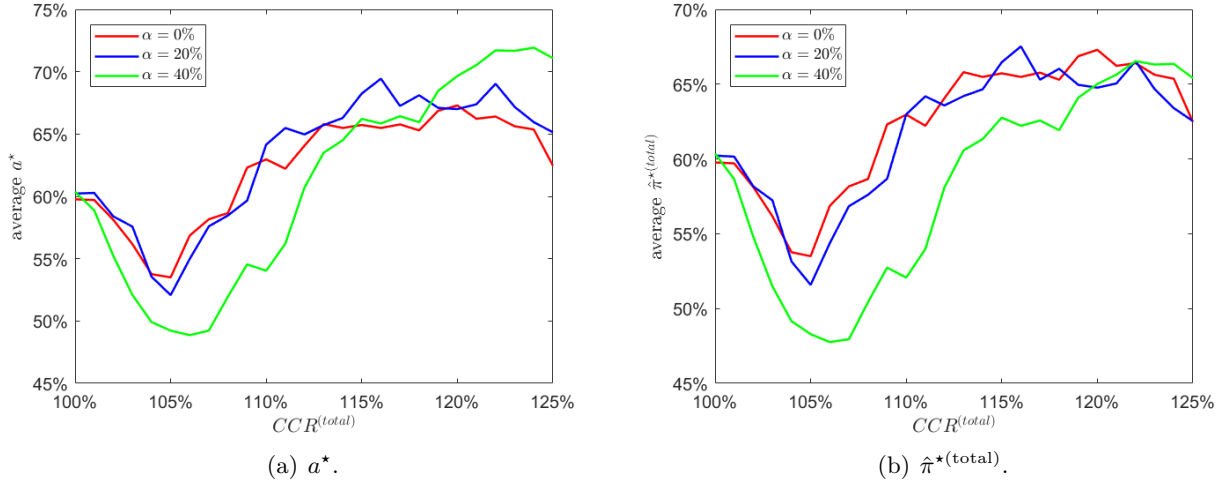 75%
70%
65%
60%
55%
50%
45%
average a⋆
α = 0%
α = 20%
α = 40%
100% 105% 110% 115% 120% 125%
CCR^(total)
(a) a⋆.
70%
65%
60%
55%
50%
45%
average π̂⋆(total)
α = 0%
α = 20%
α = 40%
100% 105% 110% 115% 120% 125%
CCR^(total)
(b) π̂⋆(total).